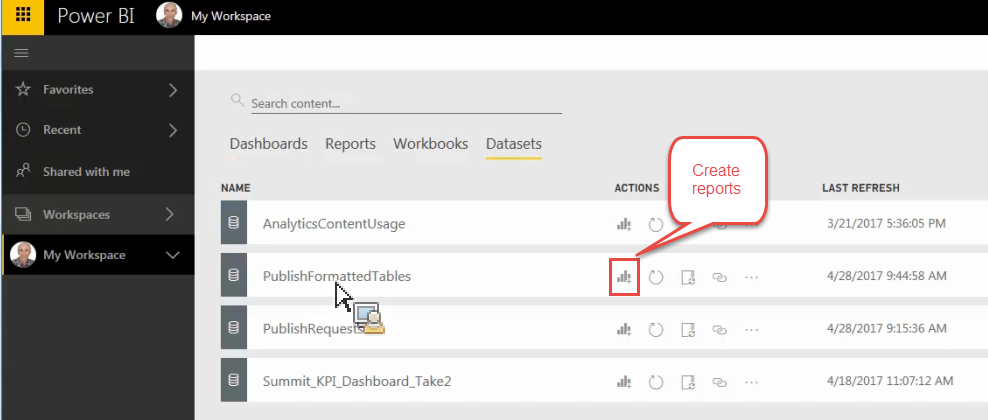 Power BI
My Workspace
Favorites
Recent
Shared with me
Workspaces
My Workspace
Search content...
Dashboards Reports Workbooks Datasets
Create
reports
NAME ACTIONS LAST REFRESH
AnalyticsContentUsage 3/21/2017 5:36:05 PM
PublishFormattedTables 4/28/2017 9:44:58 AM
PublishRequests 4/28/2017 9:15:36 AM
Summit_KPI_Dashboard_Take2 4/18/2017 11:07:12 AM